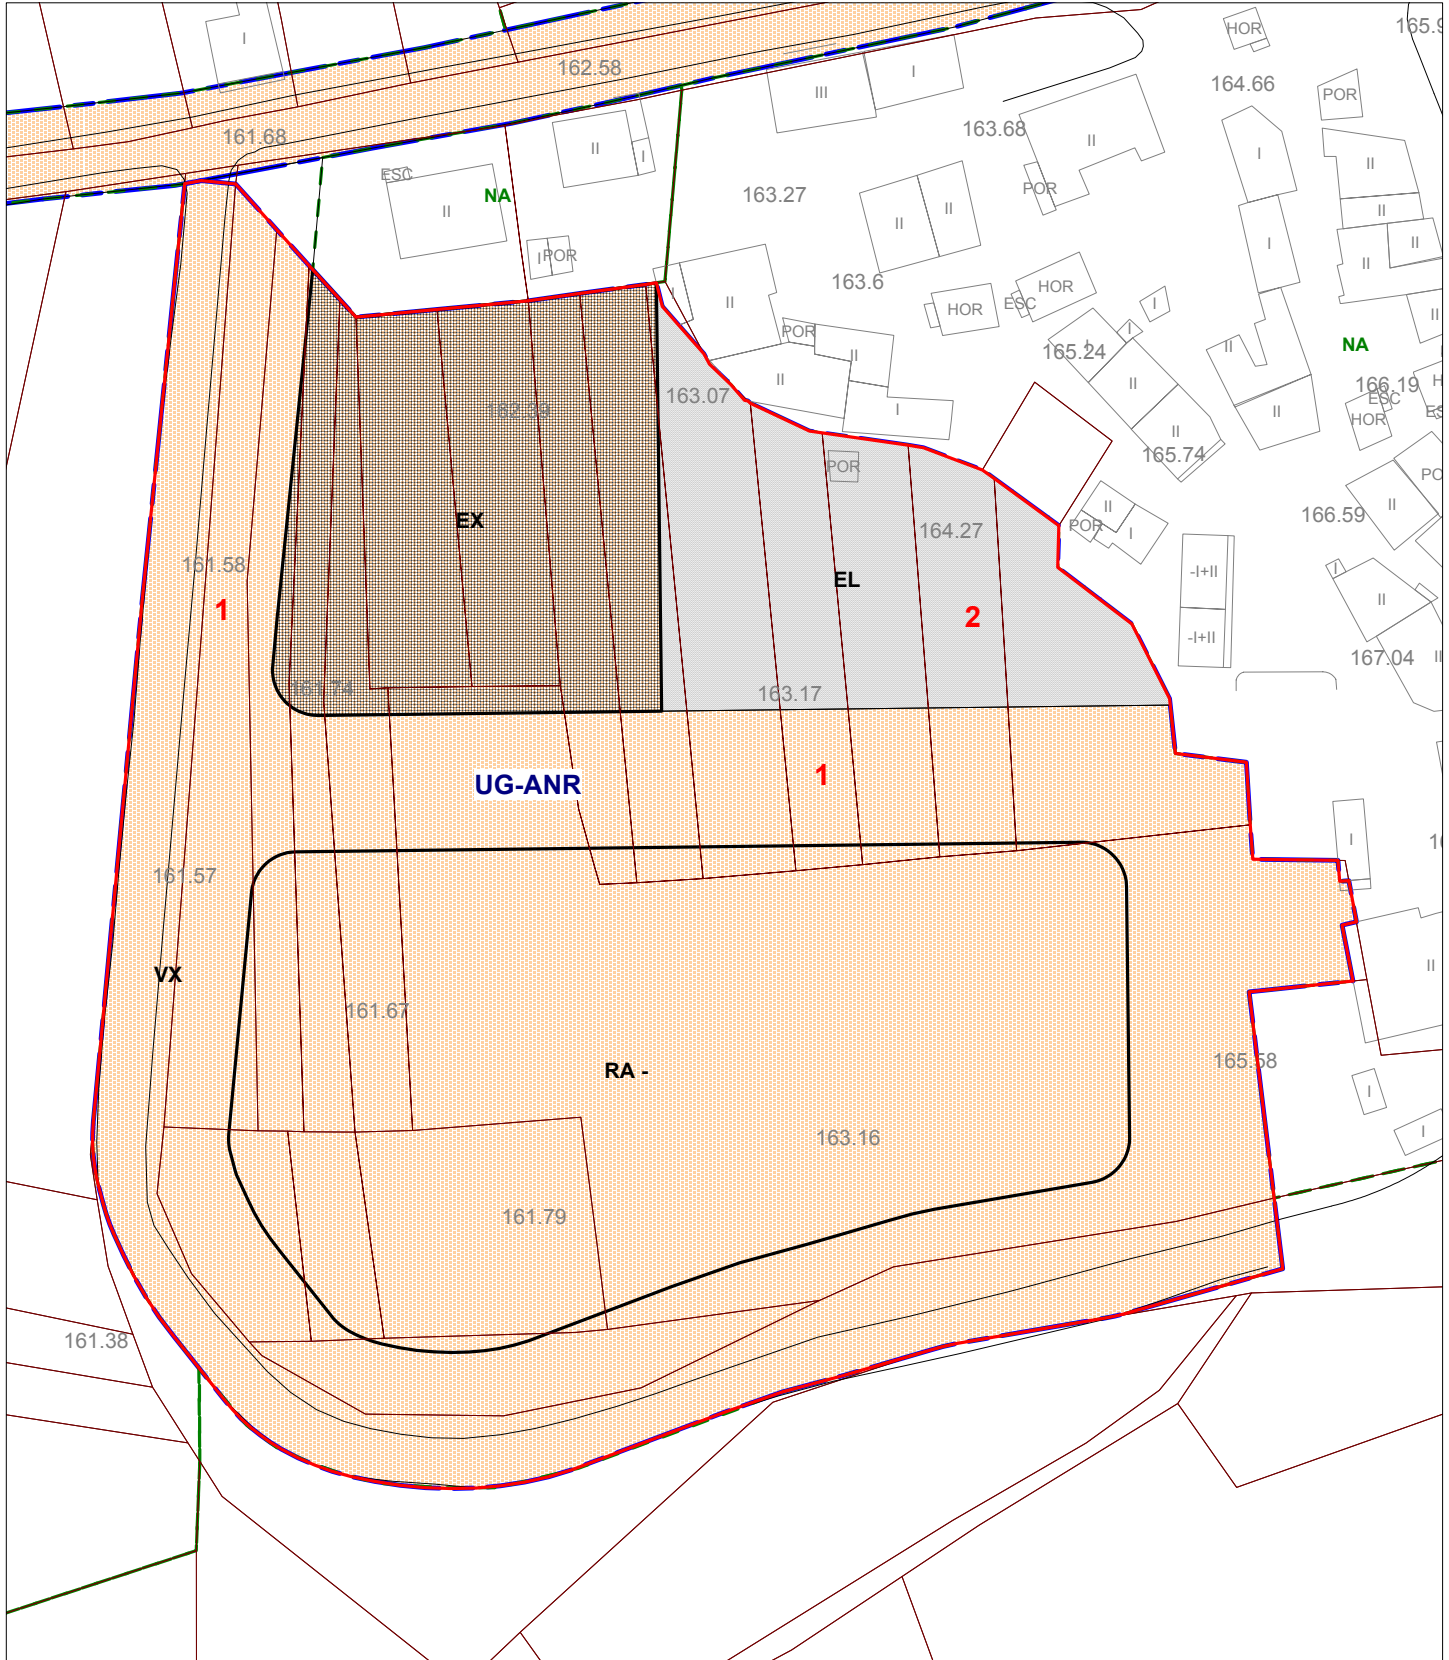 I
HOR
165.9
162.58
III
I
164.66
POR
161.68
163.68
II
I
II
I
II
ESC
NA
II
163.27
POR
II
II
II
I
I
POR
II
II
I
II
163.6
HOR
HOR
ESC
I
II
POR
II
165.24
I
II
NA
163.07
II
II
166.19
162.39
I
II
ESC
HOR
II
165.74
POR
II
EX
164.27
II
POR
I
166.59
161.58
EL
-I+II
I
II
1
2
-I+II
161.74
163.17
167.04
II
UG-ANR
1
I
161.57
VX
II
161.67
RA -
165.58
I
163.16
I
161.79
161.38